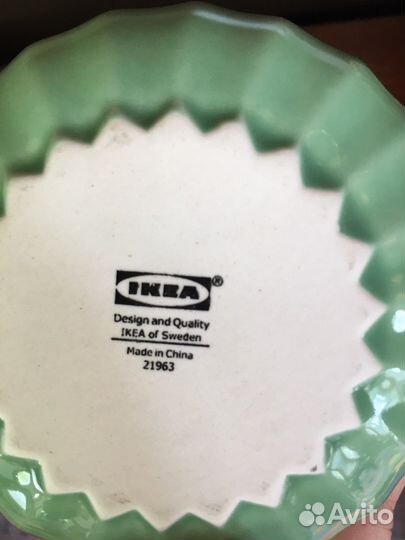 IKEA®
Design and Quality
IKEA of Sweden
Made in China
21963
Avito